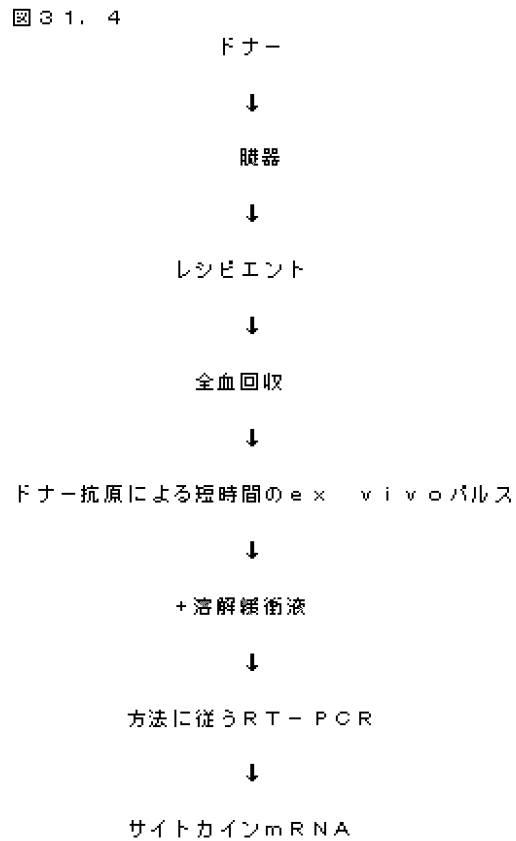 図31.4
ドナー
↓
臓器
↓
レシピエント
↓
全血回収
↓
ドナー抗原による短時間のｅｘ　ｖｉｖｏパルス
↓
+溶解緩衝液
↓
方法に従うＲＴ－ＰＣＲ
↓
サイトカインｍＲＮＡ